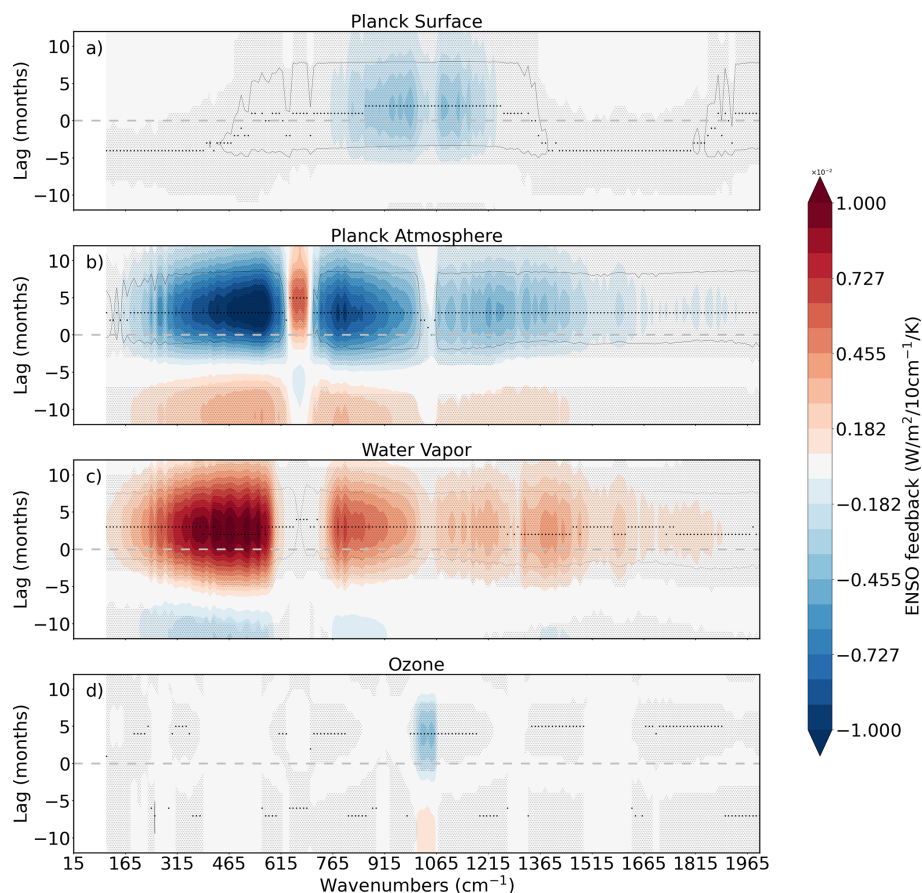 Planck Surface
a)
10
5
0
−5
−10
Lag (months)
Planck Atmosphere
b)
10
5
0
−5
−10
Lag (months)
Water Vapor
c)
10
5
0
−5
−10
Lag (months)
Ozone
d)
10
5
0
−5
−10
Lag (months)
15 165 315 465 615 765 915 1065 1215 1365 1515 1665 1815 1965
Wavenumbers (cm⁻¹)
×10⁻²
1.000
0.727
0.455
0.182
−0.182
−0.455
−0.727
−1.000
ENSO feedback (W/m²/10cm⁻¹/K)